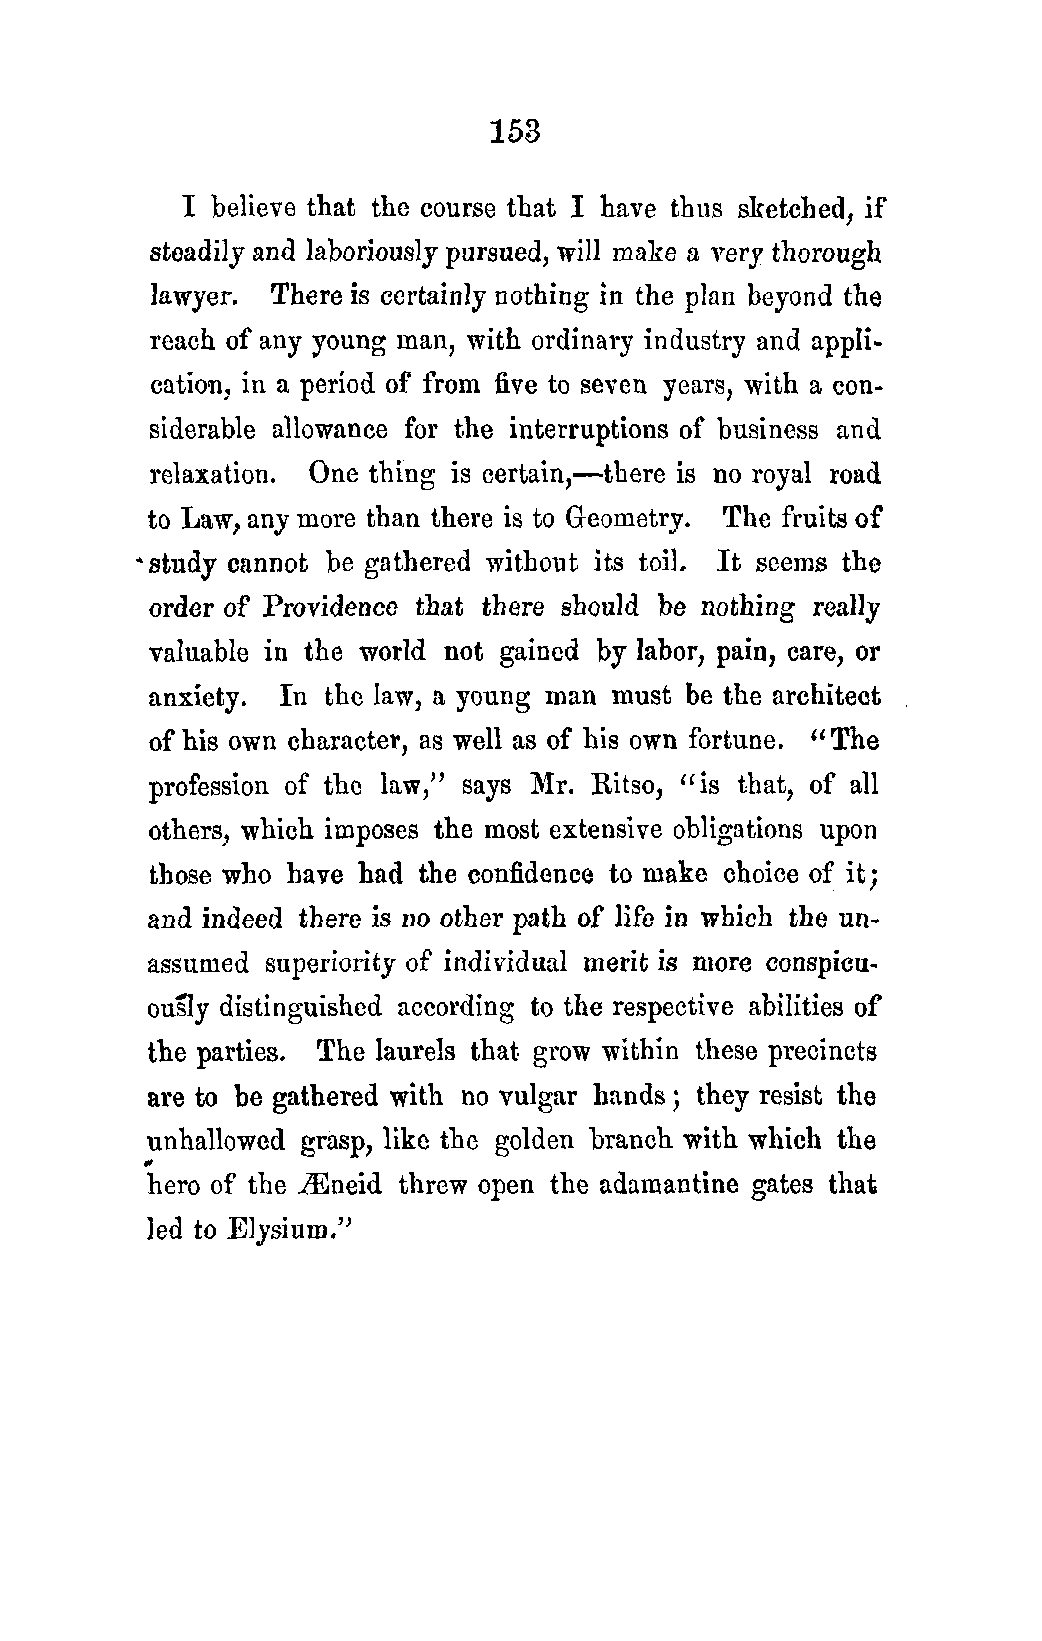 153
I believe that the course that I have thus sketched, if
steadily and laboriously pursued, will make a very thorough
lawyer. There is certainly nothing in the plan beyond the
reach of any young man, with ordinary industry and appli-
cation, in a period of from five to seven years, with a con-
siderable allowance for the interruptions of business and
relaxation. One thing is certain,—there is no royal road
to Law, any more than there is to Geometry. The fruits of
study cannot be gathered without its toil. It seems the
order of Providence that there should be nothing really
valuable in the world not gained by labor, pain, care, or
anxiety. In the law, a young man must be the architect
of his own character, as well as of his own fortune. "The
profession of the law," says Mr. Ritso, "is that, of all
others, which imposes the most extensive obligations upon
those who have had the confidence to make choice of it;
and indeed there is no other path of life in which the un-
assumed superiority of individual merit is more conspicu-
ously distinguished according to the respective abilities of
the parties. The laurels that grow within these precincts
are to be gathered with no vulgar hands; they resist the
unhallowed grasp, like the golden branch with which the
hero of the Æneid threw open the adamantine gates that
led to Elysium."